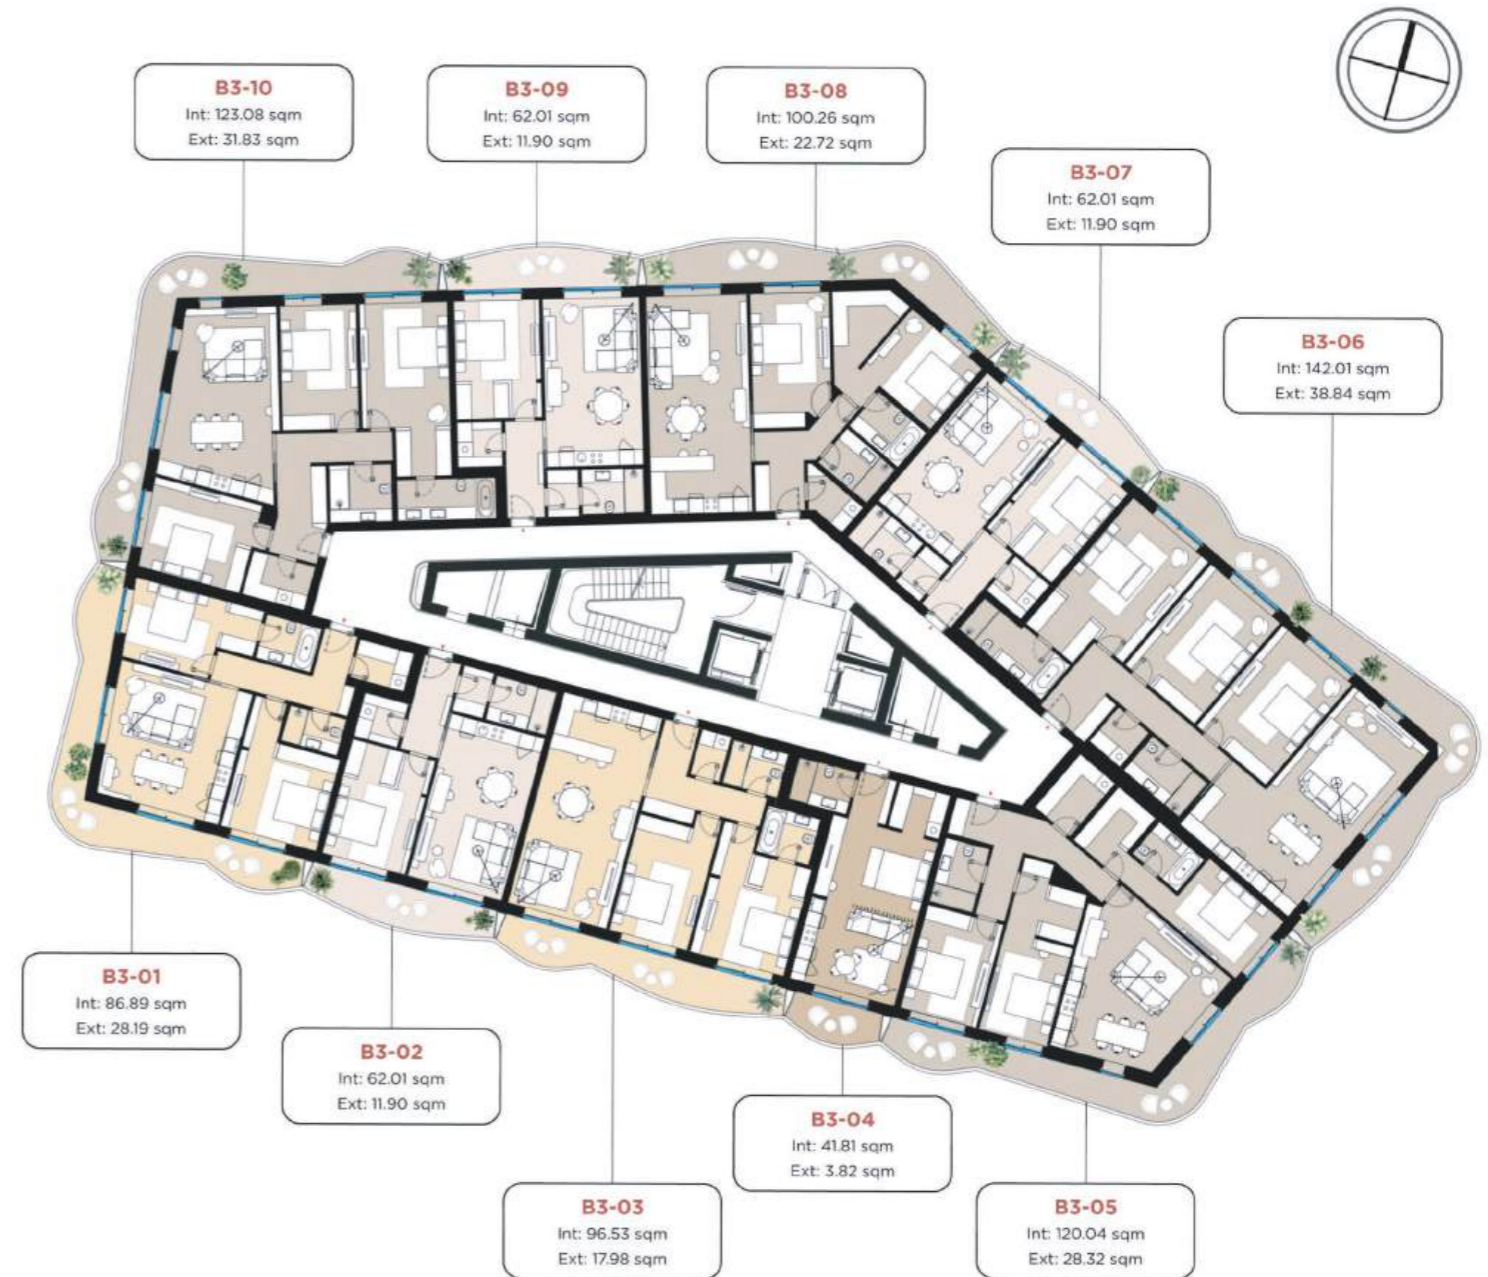 B3-10
Int: 123.08 sqm
Ext: 31.83 sqm
B3-09
Int: 62.01 sqm
Ext: 11.90 sqm
B3-08
Int: 100.26 sqm
Ext: 22.72 sqm
B3-07
Int: 62.01 sqm
Ext: 11.90 sqm
B3-06
Int: 142.01 sqm
Ext: 38.84 sqm
B3-01
Int: 86.89 sqm
Ext: 28.19 sqm
B3-02
Int: 62.01 sqm
Ext: 11.90 sqm
B3-03
Int: 96.53 sqm
Ext: 17.98 sqm
B3-04
Int: 41.81 sqm
Ext: 3.82 sqm
B3-05
Int: 120.04 sqm
Ext: 28.32 sqm